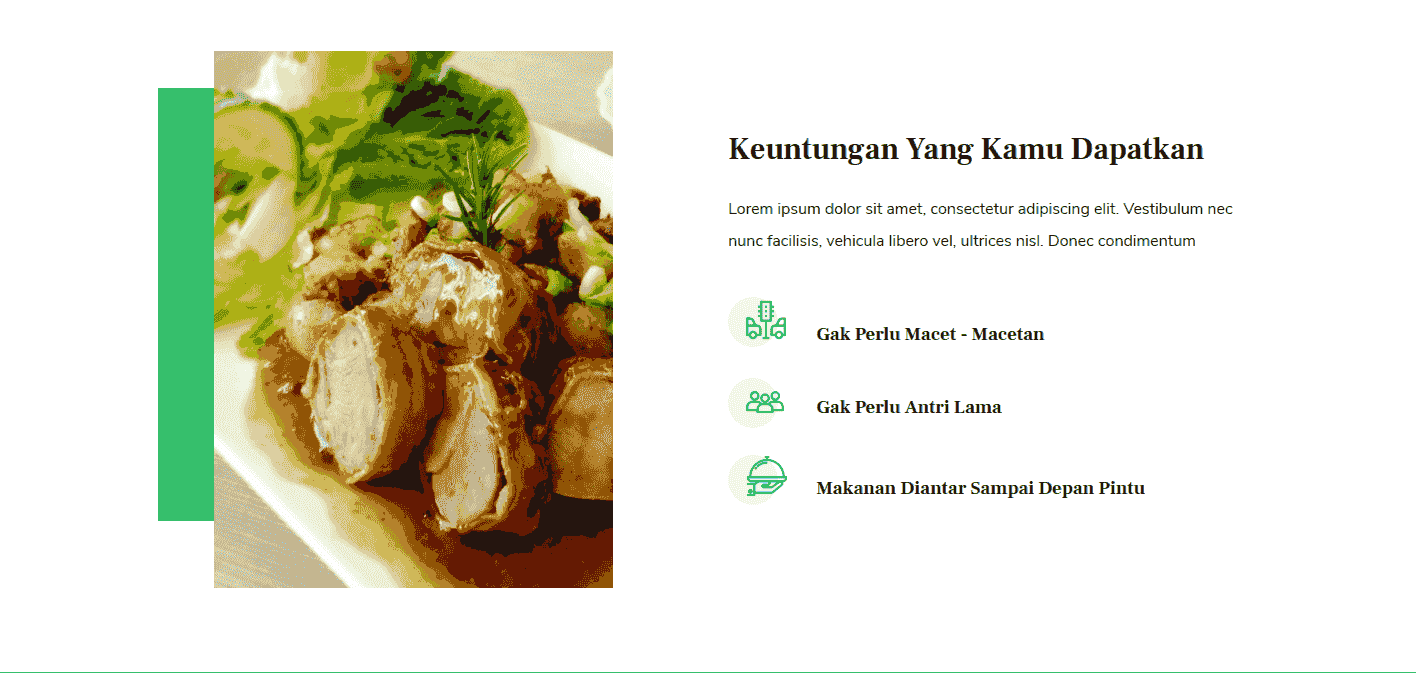 Keuntungan Yang Kamu Dapatkan
Lorem ipsum dolor sit amet, consectetur adipiscing elit. Vestibulum nec
nunc facilisis, vehicula libero vel, ultrices nisl. Donec condimentum
Gak Perlu Macet - Macetan
Gak Perlu Antri Lama
Makanan Diantar Sampai Depan Pintu